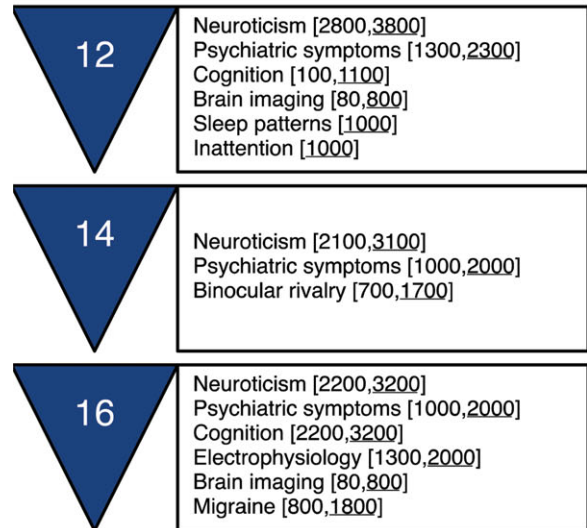 12
Neuroticism [2800,3800]
Psychiatric symptoms [1300,2300]
Cognition [100,1100]
Brain imaging [80,800]
Sleep patterns [1000]
Inattention [1000]
14
Neuroticism [2100,3100]
Psychiatric symptoms [1000,2000]
Binocular rivalry [700,1700]
16
Neuroticism [2200,3200]
Psychiatric symptoms [1000,2000]
Cognition [2200,3200]
Electrophysiology [1300,2000]
Brain imaging [80,800]
Migraine [800,1800]